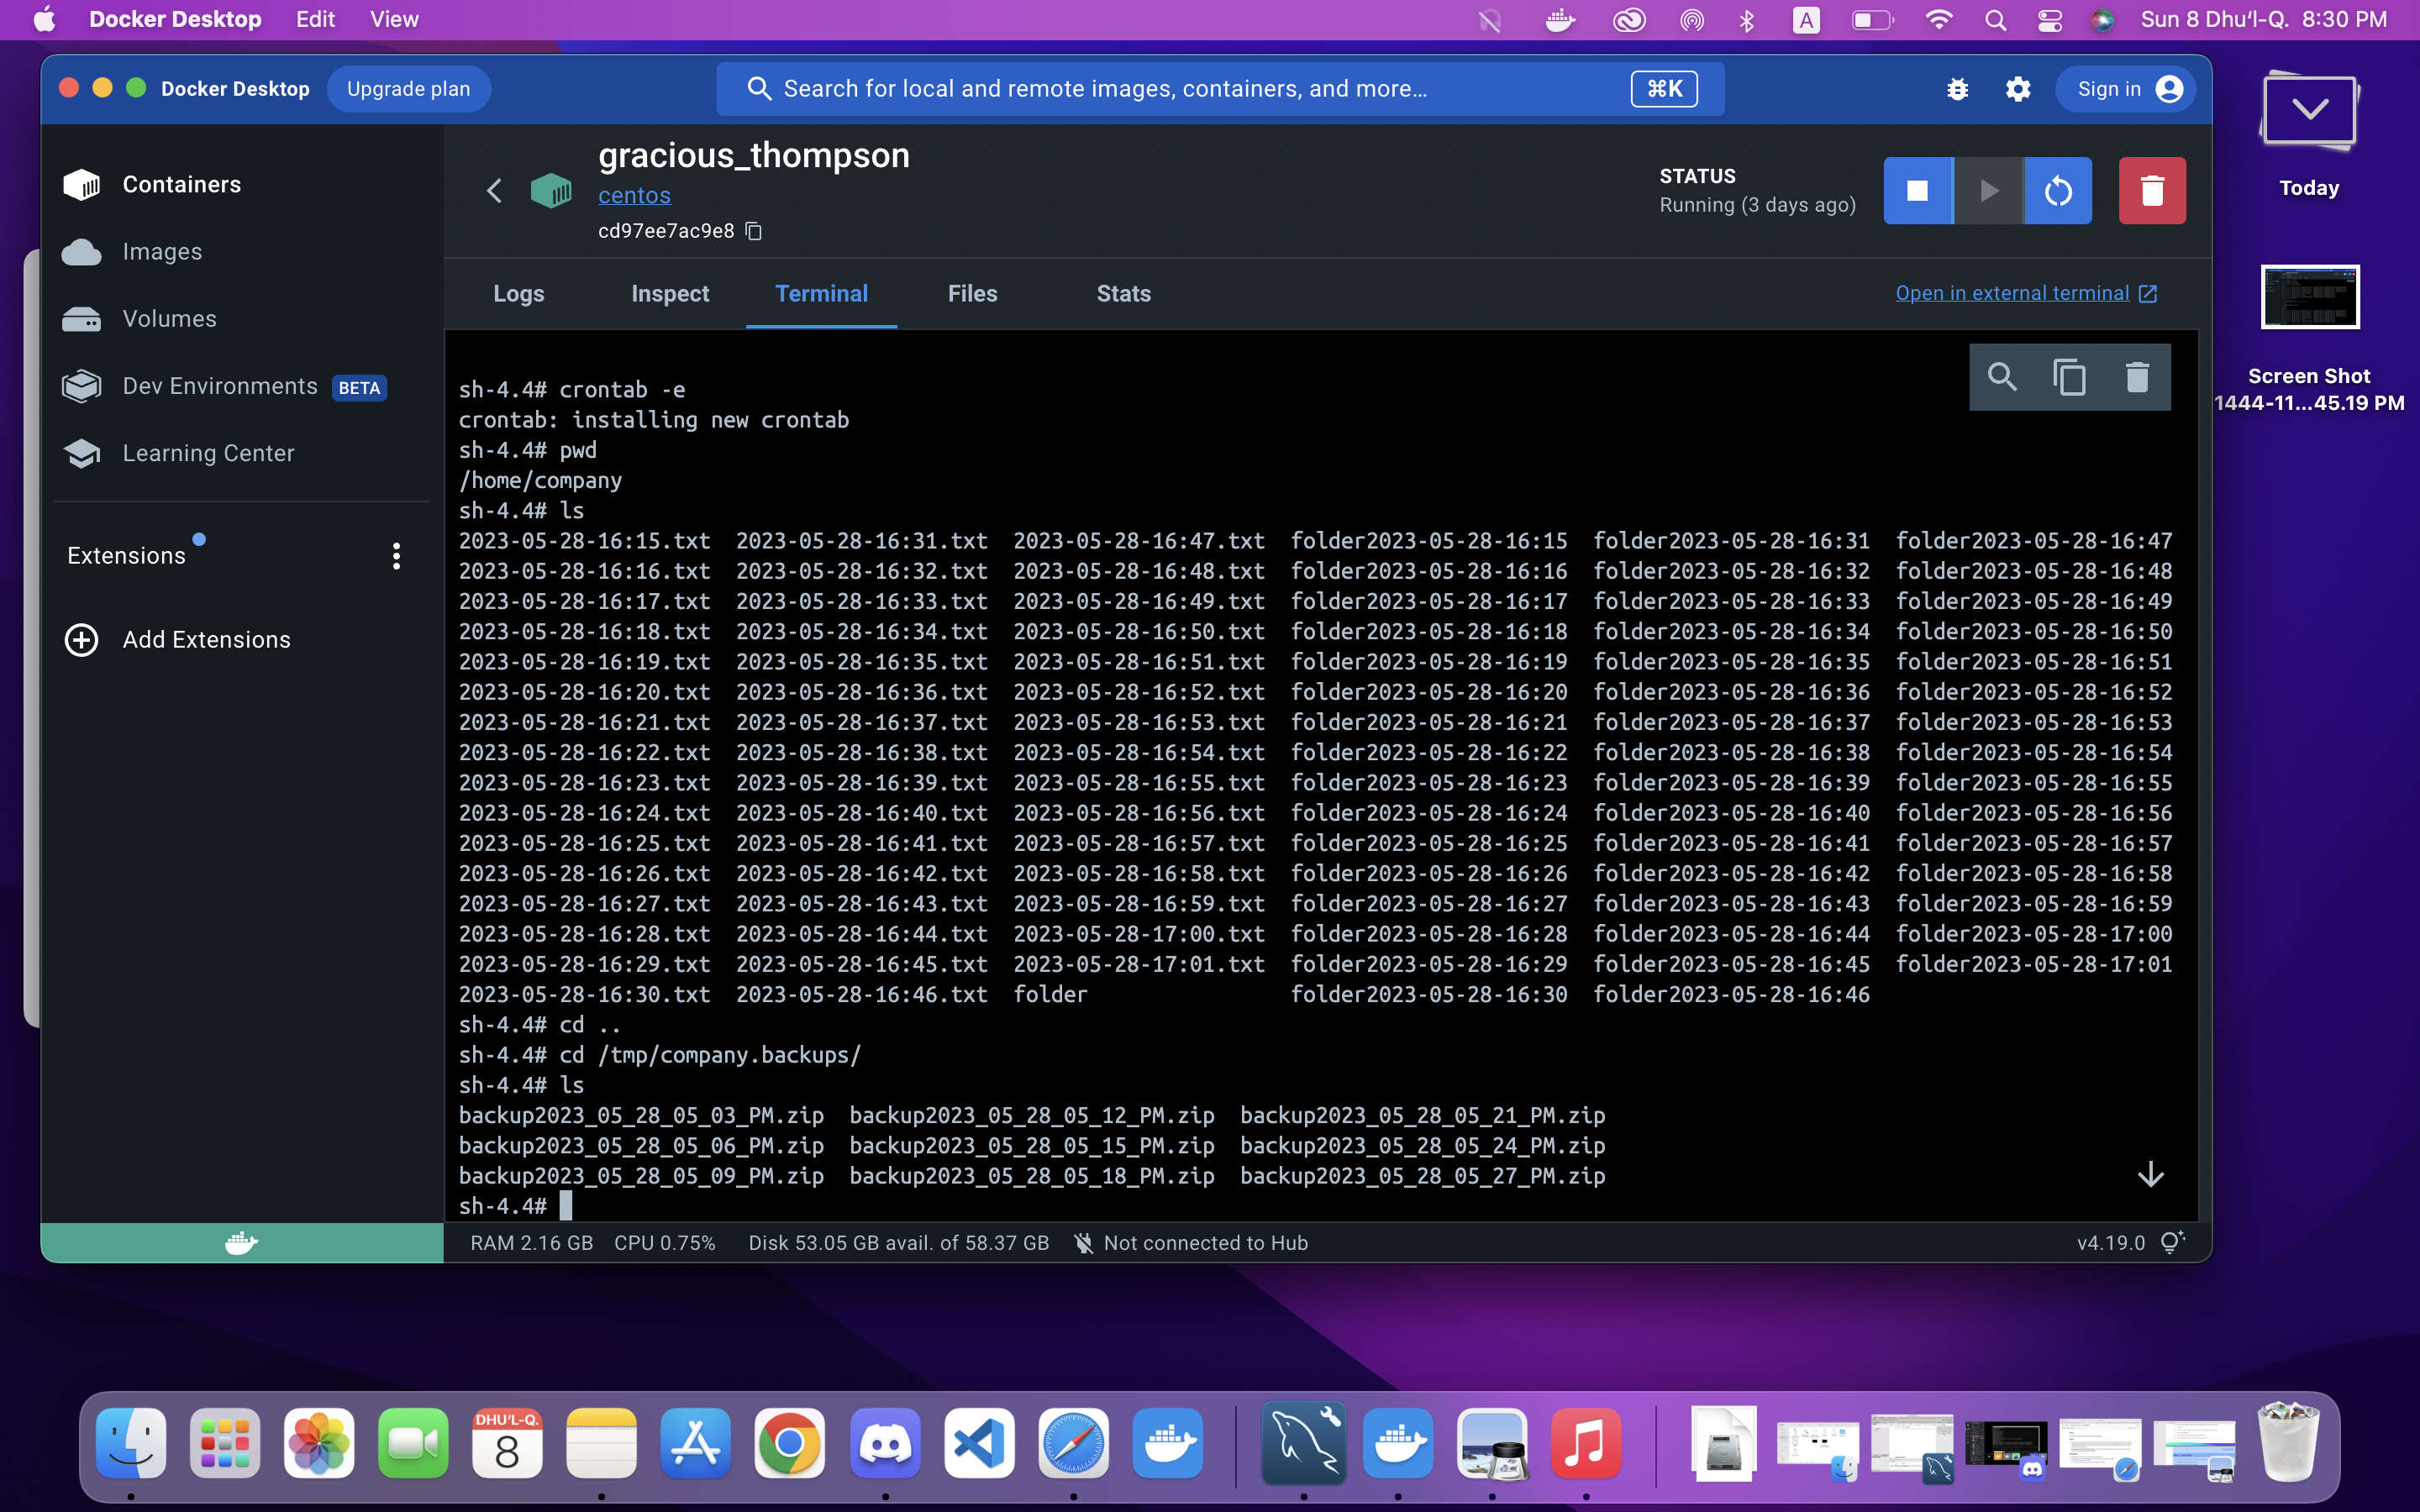 Docker Desktop Edit View
A
Sun 8 Dhuʻl-Q. 8:30 PM
Docker Desktop
Upgrade plan
Search for local and remote images, containers, and more...
⌘K
Sign in
Containers
Images
Volumes
Dev Environments BETA
Learning Center
Extensions
Add Extensions
gracious_thompson
centos
cd97ee7ac9e8
STATUS
Running (3 days ago)
Logs Inspect Terminal Files Stats
Open in external terminal
sh-4.4# crontab -e
crontab: installing new crontab
sh-4.4# pwd
/home/company
sh-4.4# ls
2023-05-28-16:15.txt 2023-05-28-16:31.txt 2023-05-28-16:47.txt folder2023-05-28-16:15 folder2023-05-28-16:31 folder2023-05-28-16:47
2023-05-28-16:16.txt 2023-05-28-16:32.txt 2023-05-28-16:48.txt folder2023-05-28-16:16 folder2023-05-28-16:32 folder2023-05-28-16:48
2023-05-28-16:17.txt 2023-05-28-16:33.txt 2023-05-28-16:49.txt folder2023-05-28-16:17 folder2023-05-28-16:33 folder2023-05-28-16:49
2023-05-28-16:18.txt 2023-05-28-16:34.txt 2023-05-28-16:50.txt folder2023-05-28-16:18 folder2023-05-28-16:34 folder2023-05-28-16:50
2023-05-28-16:19.txt 2023-05-28-16:35.txt 2023-05-28-16:51.txt folder2023-05-28-16:19 folder2023-05-28-16:35 folder2023-05-28-16:51
2023-05-28-16:20.txt 2023-05-28-16:36.txt 2023-05-28-16:52.txt folder2023-05-28-16:20 folder2023-05-28-16:36 folder2023-05-28-16:52
2023-05-28-16:21.txt 2023-05-28-16:37.txt 2023-05-28-16:53.txt folder2023-05-28-16:21 folder2023-05-28-16:37 folder2023-05-28-16:53
2023-05-28-16:22.txt 2023-05-28-16:38.txt 2023-05-28-16:54.txt folder2023-05-28-16:22 folder2023-05-28-16:38 folder2023-05-28-16:54
2023-05-28-16:23.txt 2023-05-28-16:39.txt 2023-05-28-16:55.txt folder2023-05-28-16:23 folder2023-05-28-16:39 folder2023-05-28-16:55
2023-05-28-16:24.txt 2023-05-28-16:40.txt 2023-05-28-16:56.txt folder2023-05-28-16:24 folder2023-05-28-16:40 folder2023-05-28-16:56
2023-05-28-16:25.txt 2023-05-28-16:41.txt 2023-05-28-16:57.txt folder2023-05-28-16:25 folder2023-05-28-16:41 folder2023-05-28-16:57
2023-05-28-16:26.txt 2023-05-28-16:42.txt 2023-05-28-16:58.txt folder2023-05-28-16:26 folder2023-05-28-16:42 folder2023-05-28-16:58
2023-05-28-16:27.txt 2023-05-28-16:43.txt 2023-05-28-16:59.txt folder2023-05-28-16:27 folder2023-05-28-16:43 folder2023-05-28-16:59
2023-05-28-16:28.txt 2023-05-28-16:44.txt 2023-05-28-17:00.txt folder2023-05-28-16:28 folder2023-05-28-16:44 folder2023-05-28-17:00
2023-05-28-16:29.txt 2023-05-28-16:45.txt 2023-05-28-17:01.txt folder2023-05-28-16:29 folder2023-05-28-16:45 folder2023-05-28-17:01
2023-05-28-16:30.txt 2023-05-28-16:46.txt folder folder2023-05-28-16:30 folder2023-05-28-16:46
sh-4.4# cd ..
sh-4.4# cd /tmp/company.backups/
sh-4.4# ls
backup2023_05_28_05_03_PM.zip backup2023_05_28_05_12_PM.zip backup2023_05_28_05_21_PM.zip
backup2023_05_28_05_06_PM.zip backup2023_05_28_05_15_PM.zip backup2023_05_28_05_24_PM.zip
backup2023_05_28_05_09_PM.zip backup2023_05_28_05_18_PM.zip backup2023_05_28_05_27_PM.zip
sh-4.4#
RAM 2.16 GB CPU 0.75% Disk 53.05 GB avail. of 58.37 GB Not connected to Hub
v4.19.0
Today
Screen Shot
1444-11...45.19 PM
DHUʻL-Q.
8